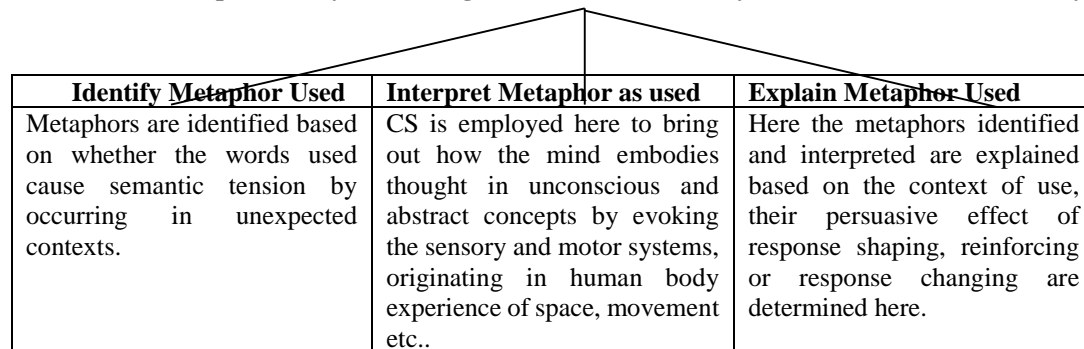 Identify Metaphor Used
Metaphors are identified based
on whether the words used
cause semantic tension by
occurring in unexpected
contexts.
Interpret Metaphor as used
CS is employed here to bring
out how the mind embodies
thought in unconscious and
abstract concepts by evoking
the sensory and motor systems,
originating in human body
experience of space, movement
etc..
Explain Metaphor Used
Here the metaphors identified
and interpreted are explained
based on the context of use,
their persuasive effect of
response shaping, reinforcing
or response changing are
determined here.